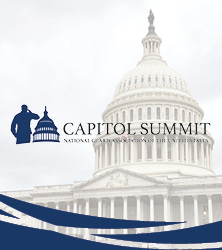 CAPITOL SUMMIT
NATIONAL GUARD ASSOCIATION OF THE UNITED STATES